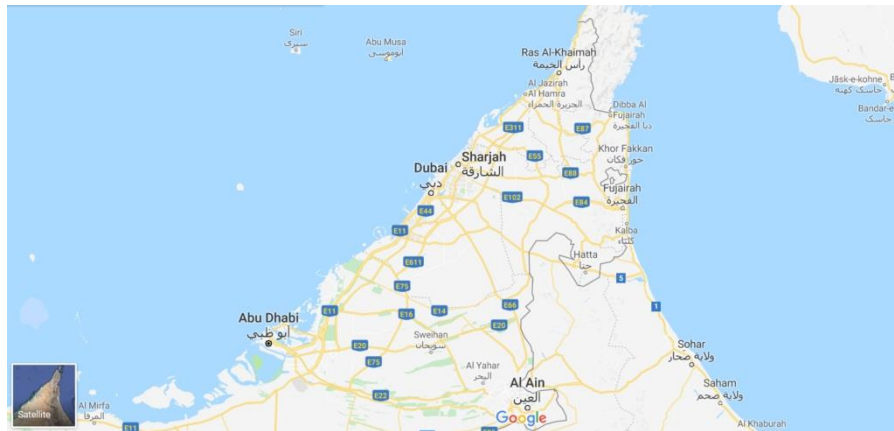 Siri
سیری
Abu Musa
ابوموسی
Ras Al-Khaimah
رأس الخيمة
Al Jazirah
Al Hamra
الجزيرة الحمراء
Jāsk-e-kohne
جاسک کهنه
Bandar-e
جاسک
Dibba Al
Fujairah
دبا الفجيرة
E311
E87
Khor Fakkan
خور فكان
E55
Sharjah
الشارقة
Dubai
دبي
E88
Fujairah
الفجيرة
E102
E84
E44
E11
Kalba
كلباء
Hatta
حتا
E611
5
E75
E66
1
Abu Dhabi
أبو ظبي
E11
E16
E14
E20
Sweihan
سويحان
E20
E75
Sohar
ولاية صحار
Al Yahar
اليحر
Al Ain
العين
E22
Saham
ولاية صحم
Google
Satellite
Al Mirfa
المرفأ
E11
Al Khaburah